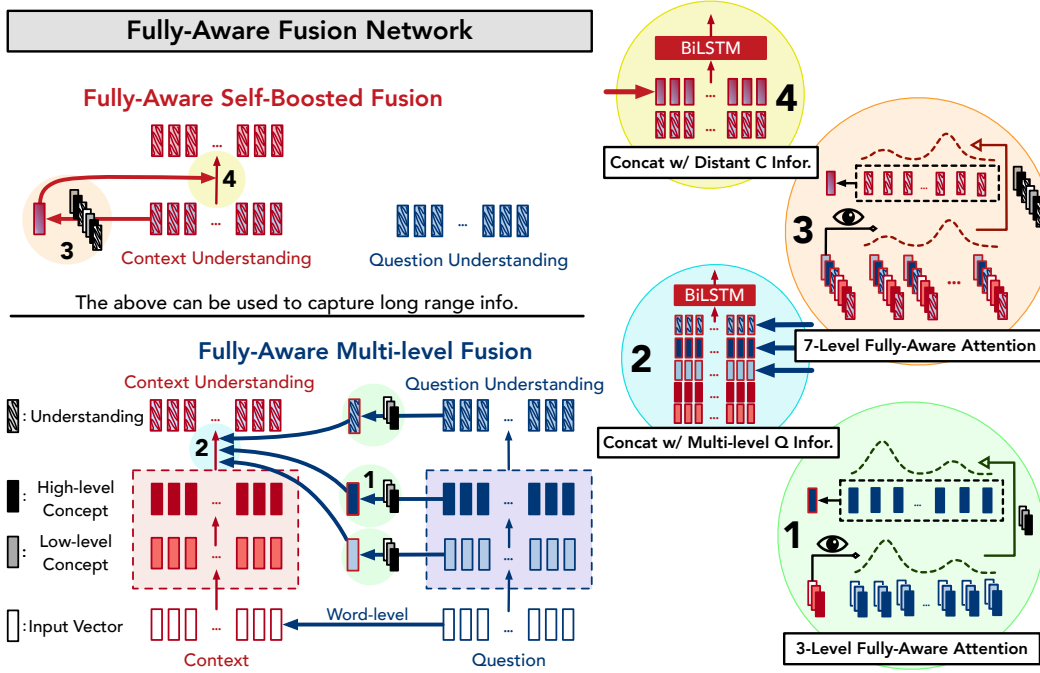 Fully-Aware Fusion Network
Fully-Aware Self-Boosted Fusion
...
4
...
...
3
Context Understanding
Question Understanding
The above can be used to capture long range info.
Fully-Aware Multi-level Fusion
Context Understanding
Question Understanding
: Understanding
...
...
2
1
: High-level
Concept
...
...
: Low-level
Concept
...
...
: Input Vector
...
Word-level
...
Context
Question
BiLSTM
...
4
...
Concat w/ Distant C Infor.
...
3
...
7-Level Fully-Aware Attention
BiLSTM
...
...
2
...
...
...
Concat w/ Multi-level Q Infor.
...
1
...
3-Level Fully-Aware Attention